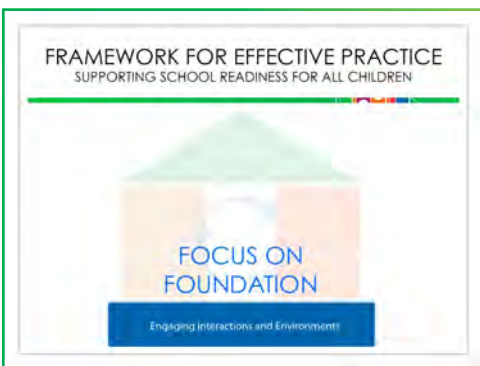 FRAMEWORK FOR EFFECTIVE PRACTICE
SUPPORTING SCHOOL READINESS FOR ALL CHILDREN
FOCUS ON
FOUNDATION
Engaging Interactions and Environments